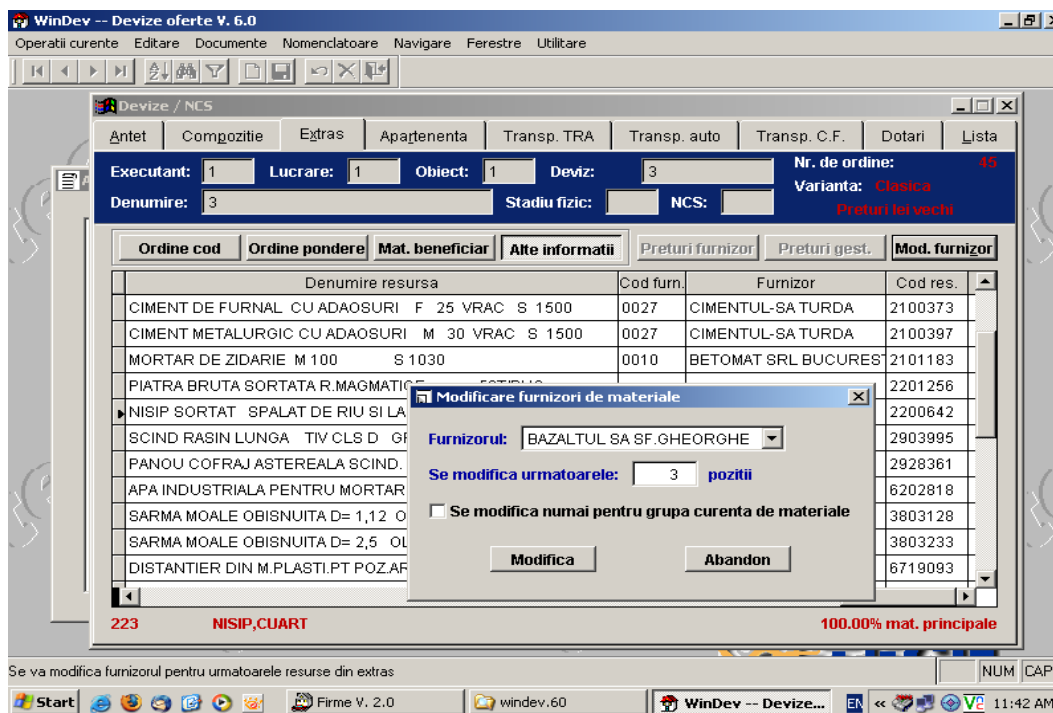 WinDev -- Devize oferte V. 6.0
Operatii curente Editare Documente Nomenclatoare Navigare Ferestre Utilitare
Devize / NCS
Antet Compozitie Extras Apartenenta Transp. TRA Transp. auto Transp. C.F. Dotari Lista
Executant: 1 Lucrare: 1 Obiect: 1 Deviz: 3 Nr. de ordine: 45
Varianta: Clasica
Denumire: 3 Stadiu fizic: NCS: Preturi lei vechi
Ordine cod Ordine pondere Mat. beneficiar Alte informatii Preturi furnizor Preturi gest. Mod. furnizor
Denumire resursa Cod furn. Furnizor Cod res.
CIMENT DE FURNAL CU ADAOSURI F 25 VRAC S 1500 0027 CIMENTUL-SA TURDA 2100373
CIMENT METALURGIC CU ADAOSURI M 30 VRAC S 1500 0027 CIMENTUL-SA TURDA 2100397
MORTAR DE ZIDARIE M 100 S 1030 0010 BETOMAT SRL BUCUREST 2101183
PIATRA BRUTA SORTATA R.MAGMATICE 2201256
NISIP SORTAT SPALAT DE RIU SI LA 2200642
SCIND RASIN LUNGA TIV CLS D GR 2903995
PANOU COFRAJ ASTEREALA SCIND. 2928361
APA INDUSTRIALA PENTRU MORTAR 6202818
SARMA MOALE OBISNUITA D= 1,12 O 3803128
SARMA MOALE OBISNUITA D= 2,5 OL 3803233
DISTANTIER DIN M.PLASTI.PT POZ.AR 6719093
Modificare furnizori de materiale
Furnizorul: BAZALTUL SA SF.GHEORGHE
Se modifica urmatoarele: 3 pozitii
Se modifica numai pentru grupa curenta de materiale
Modifica Abandon
223 NISIP,CUART 100.00% mat. principale
Se va modifica furnizorul pentru urmatoarele resurse din extras NUM CAP
Start Firme V. 2.0 windev.60 WinDev -- Devize... EN « 11:42 AM